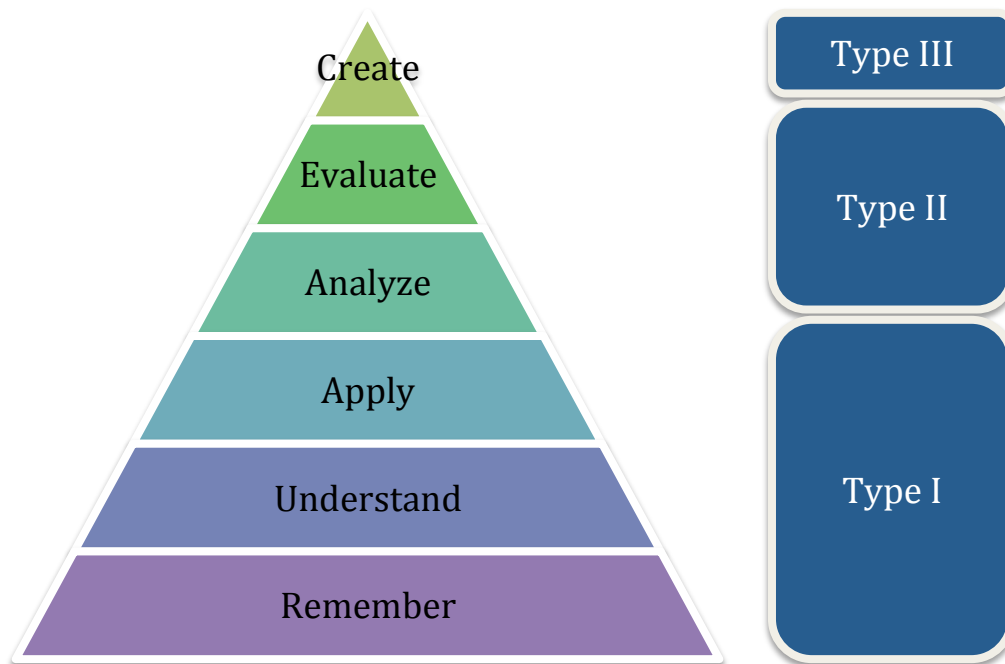 Create
Type III
Evaluate
Type II
Analyze
Apply
Type I
Understand
Remember